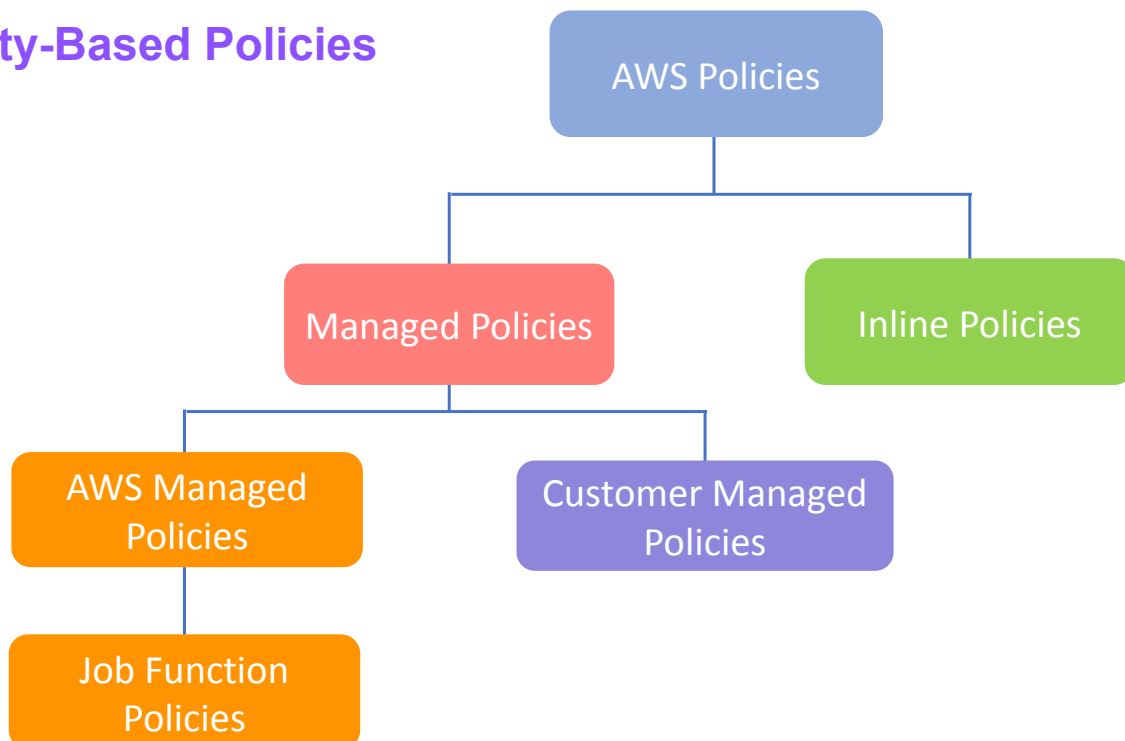 ty-Based Policies
AWS Policies
Managed Policies
Inline Policies
AWS Managed
Policies
Customer Managed
Policies
Job Function
Policies